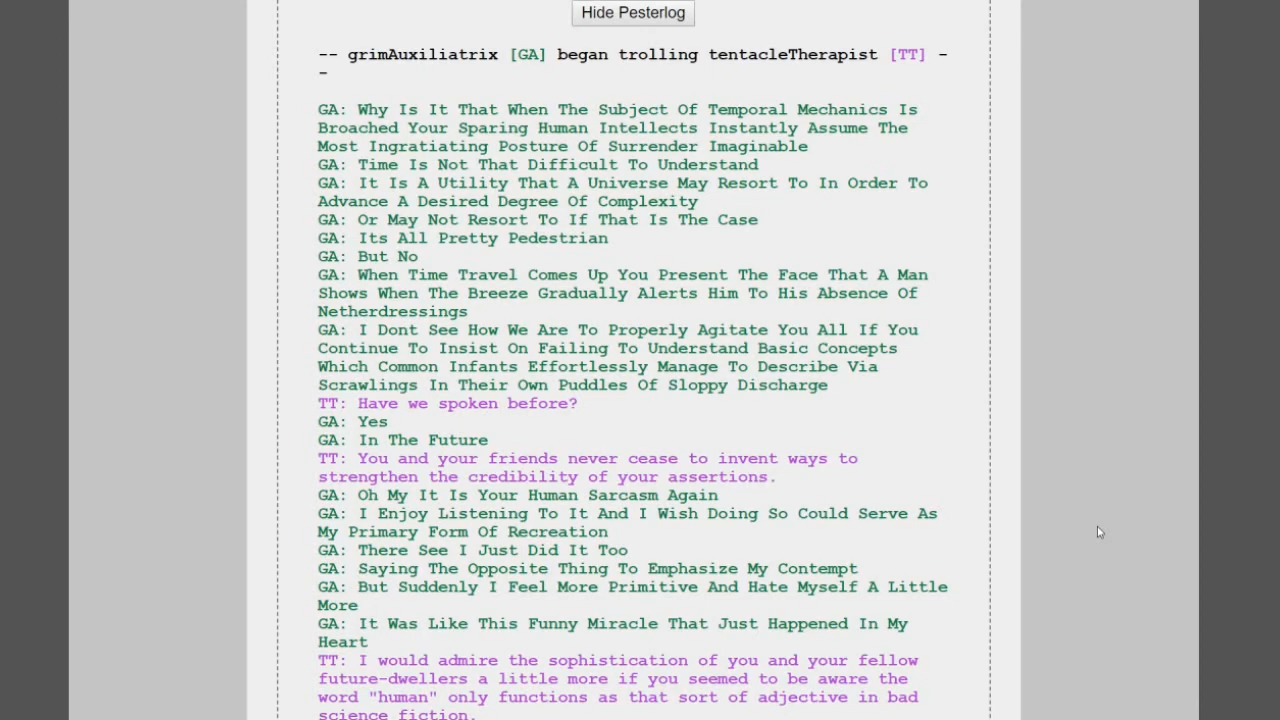 Hide Pesterlog
-- grimAuxiliatrix [GA] began trolling tentacleTherapist [TT] -
-
GA: Why Is It That When The Subject Of Temporal Mechanics Is
Broached Your Sparing Human Intellects Instantly Assume The
Most Ingratiating Posture Of Surrender Imaginable
GA: Time Is Not That Difficult To Understand
GA: It Is A Utility That A Universe May Resort To In Order To
Advance A Desired Degree Of Complexity
GA: Or May Not Resort To If That Is The Case
GA: Its All Pretty Pedestrian
GA: But No
GA: When Time Travel Comes Up You Present The Face That A Man
Shows When The Breeze Gradually Alerts Him To His Absence Of
Netherdressings
GA: I Dont See How We Are To Properly Agitate You All If You
Continue To Insist On Failing To Understand Basic Concepts
Which Common Infants Effortlessly Manage To Describe Via
Scrawlings In Their Own Puddles Of Sloppy Discharge
TT: Have we spoken before?
GA: Yes
GA: In The Future
TT: You and your friends never cease to invent ways to
strengthen the credibility of your assertions.
GA: Oh My It Is Your Human Sarcasm Again
GA: I Enjoy Listening To It And I Wish Doing So Could Serve As
My Primary Form Of Recreation
GA: There See I Just Did It Too
GA: Saying The Opposite Thing To Emphasize My Contempt
GA: But Suddenly I Feel More Primitive And Hate Myself A Little
More
GA: It Was Like This Funny Miracle That Just Happened In My
Heart
TT: I would admire the sophistication of you and your fellow
future-dwellers a little more if you seemed to be aware the
word "human" only functions as that sort of adjective in bad
science fiction.